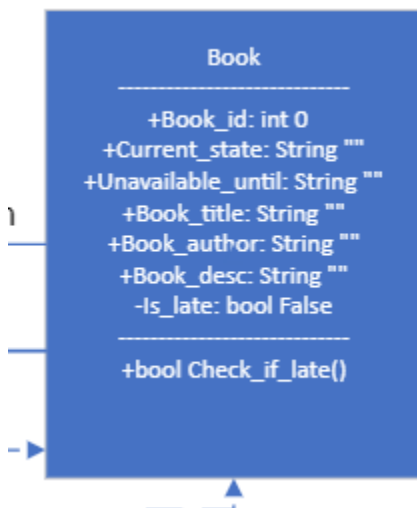 Book
-----------------------------
+Book_id: int 0
+Current_state: String ""
+Unavailable_until: String ""
+Book_title: String ""
+Book_author: String ""
+Book_desc: String ""
-Is_late: bool False
-----------------------------
+bool Check_if_late()